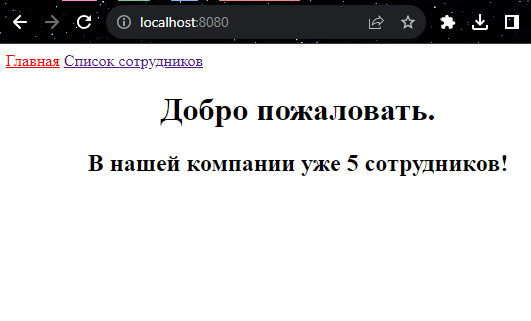 localhost:8080
Главная Список сотрудников
Добро пожаловать.
В нашей компании уже 5 сотрудников!